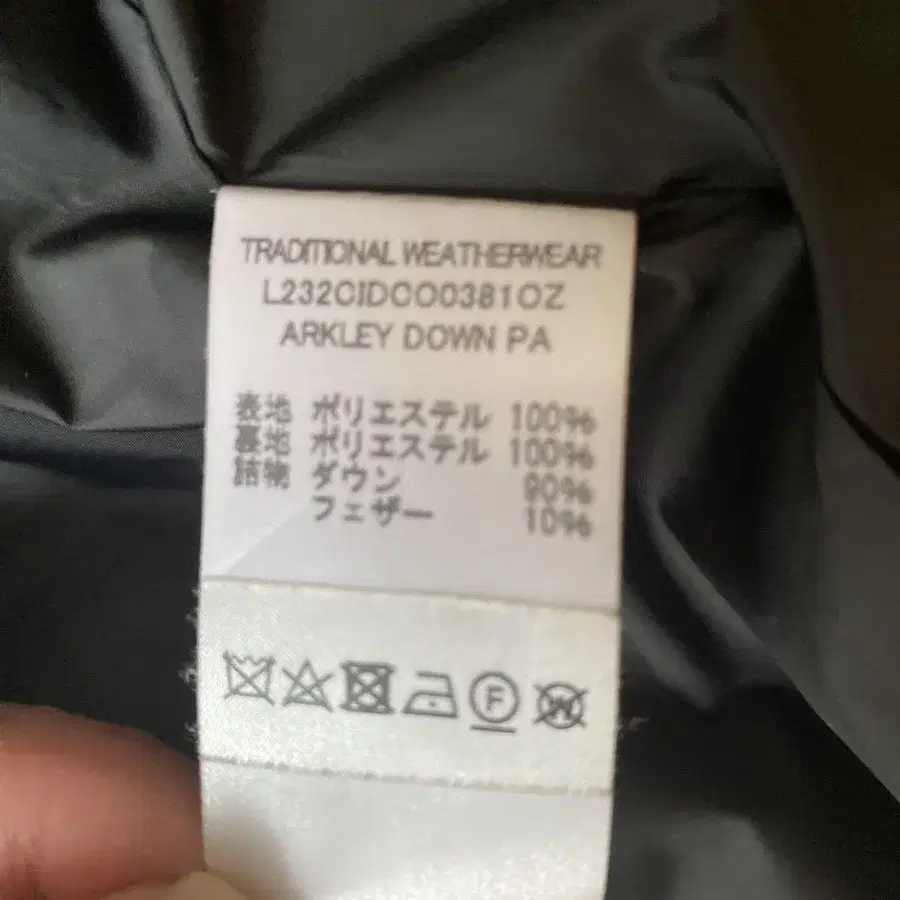 TRADITIONAL WEATHERWEAR
L232CIDCO0381OZ
ARKLEY DOWN PA
表地 ポリエステル 100%
裏地 ポリエステル 100%
詰物 ダウン 90%
フェザー 10%
F
W